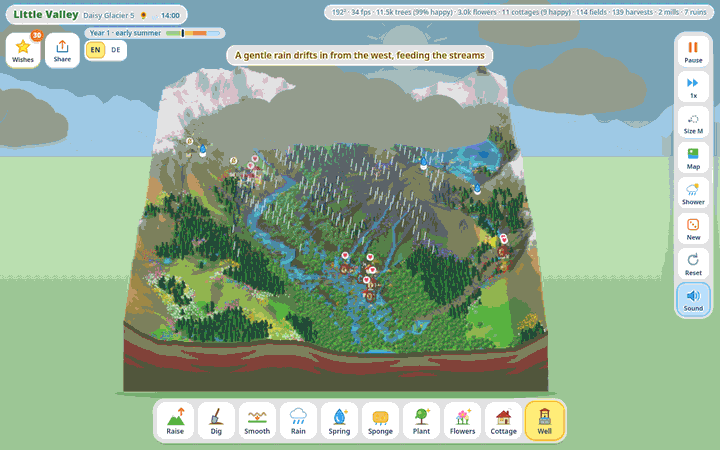 Little Valley Daisy Glacier 5 14:00
192² · 34 fps · 11.5k trees (99% happy) · 3.0k flowers · 11 cottages (9 happy) · 114 fields · 139 harvests · 2 mills · 7 ruins
Year 1 · early summer
30
Wishes
Share
EN
DE
A gentle rain drifts in from the west, feeding the streams
Pause
1x
Size M
Map
Shower
New
Reset
Sound
Raise
Dig
Smooth
Rain
Spring
Sponge
Plant
Flowers
Cottage
Well